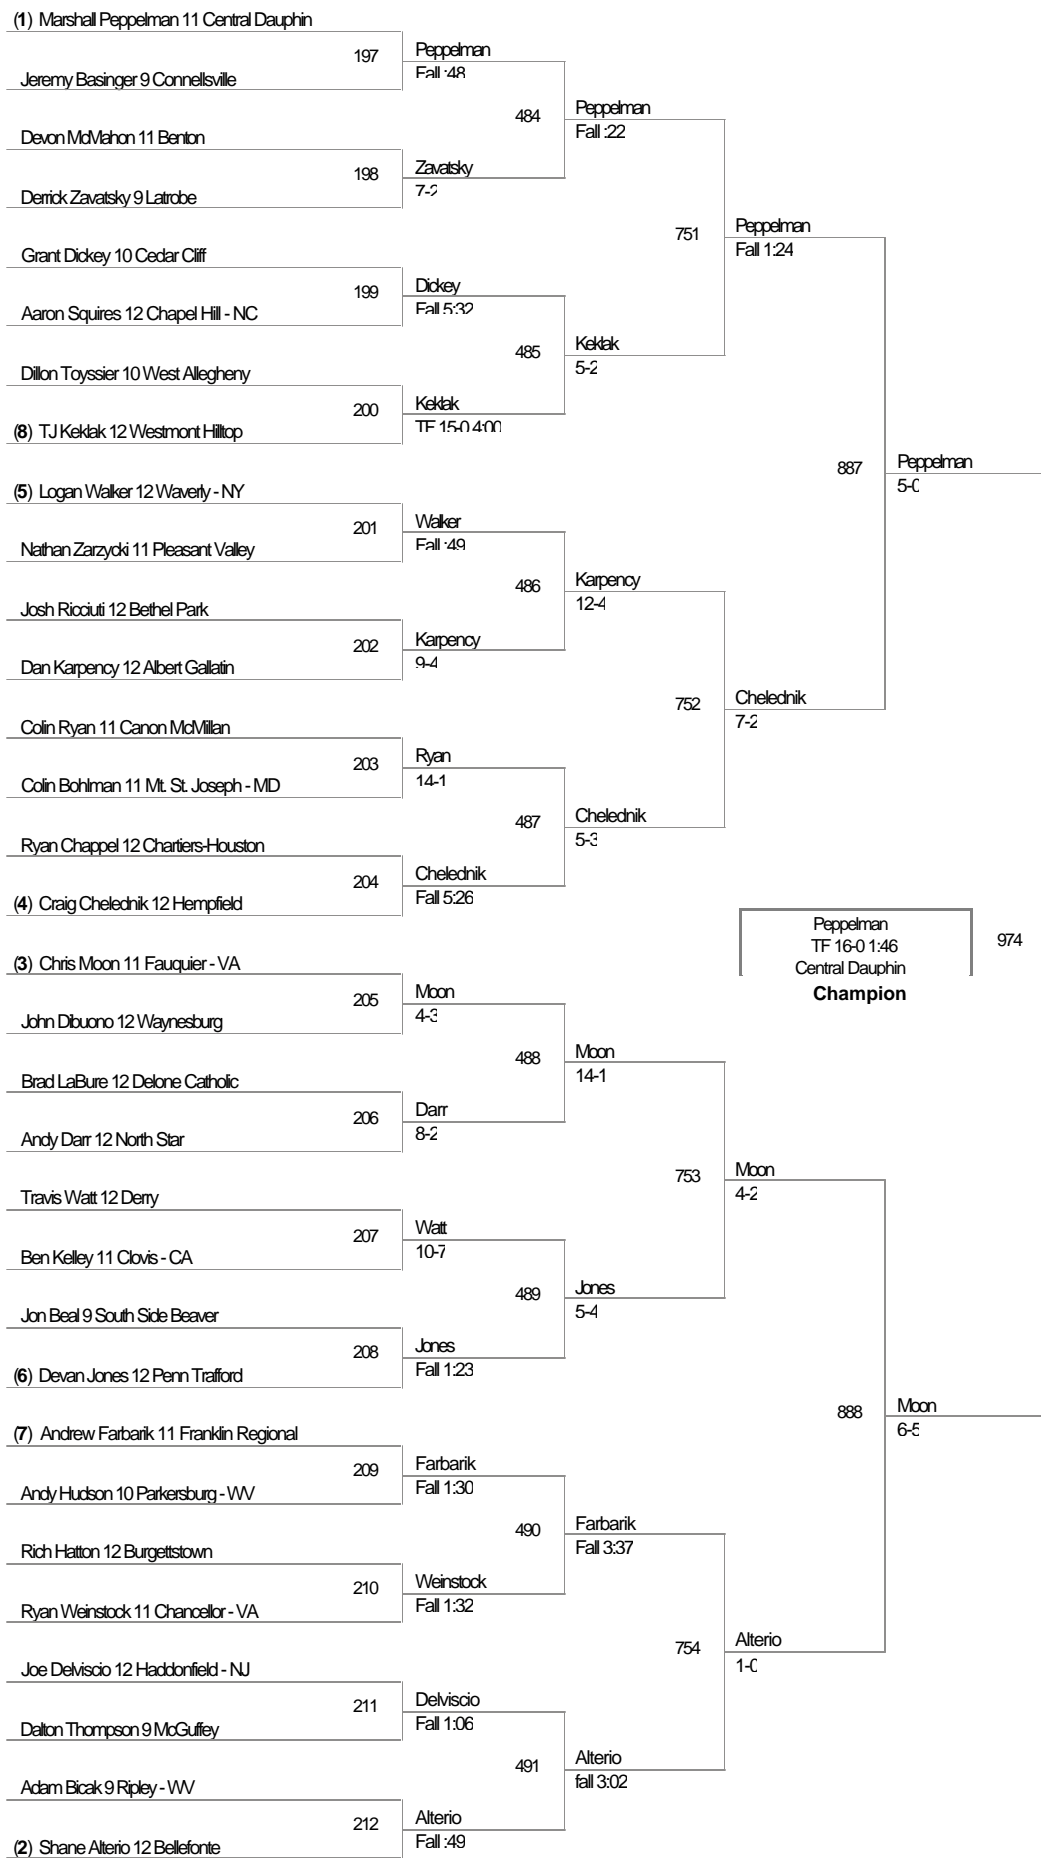 (1) Marshall Peppelman 11 Central Dauphin
197
Peppelman
Fall :48
Jeremy Basinger 9 Connellsville
484
Peppelman
Fall :22
Devon McMahon 11 Benton
198
Zavatsky
7-2
Derrick Zavatsky 9 Latrobe
751
Peppelman
Fall 1:24
Grant Dickey 10 Cedar Cliff
199
Dickey
Fall 5:32
Aaron Squires 12 Chapel Hill - NC
485
Keklak
5-2
Dillon Toyssier 10 West Allegheny
200
Keklak
TF 15-0 4:00
(8) TJ Keklak 12 Westmont Hilltop
887
Peppelman
5-0
(5) Logan Walker 12 Waverly - NY
201
Walker
Fall :49
Nathan Zarzycki 11 Pleasant Valley
486
Karpency
12-4
Josh Ricciuti 12 Bethel Park
202
Karpency
9-4
Dan Karpency 12 Albert Gallatin
752
Chelednik
7-2
Colin Ryan 11 Canon McMillan
203
Ryan
14-1
Colin Bohlman 11 Mt. St. Joseph - MD
487
Chelednik
5-3
Ryan Chappel 12 Chartiers-Houston
204
Chelednik
Fall 5:26
(4) Craig Chelednik 12 Hempfield
Peppelman
TF 16-0 1:46
Central Dauphin
974
Champion
(3) Chris Moon 11 Fauquier - VA
205
Moon
4-3
John Dibuono 12 Waynesburg
488
Moon
14-1
Brad LaBure 12 Delone Catholic
206
Darr
8-2
Andy Darr 12 North Star
753
Moon
4-2
Travis Watt 12 Derry
207
Watt
10-7
Ben Kelley 11 Clovis - CA
489
Jones
5-4
Jon Beal 9 South Side Beaver
208
Jones
Fall 1:23
(6) Devan Jones 12 Penn Trafford
888
Moon
6-5
(7) Andrew Farbarik 11 Franklin Regional
209
Farbarik
Fall 1:30
Andy Hudson 10 Parkersburg - WV
490
Farbarik
Fall 3:37
Rich Hatton 12 Burgettstown
210
Weinstock
Fall 1:32
Ryan Weinstock 11 Chancellor - VA
754
Alterio
1-0
Joe Delviscio 12 Haddonfield - NJ
211
Delviscio
Fall 1:06
Dalton Thompson 9 McGuffey
491
Alterio
fall 3:02
Adam Bicak 9 Ripley - WV
212
Alterio
Fall :49
(2) Shane Alterio 12 Bellefonte